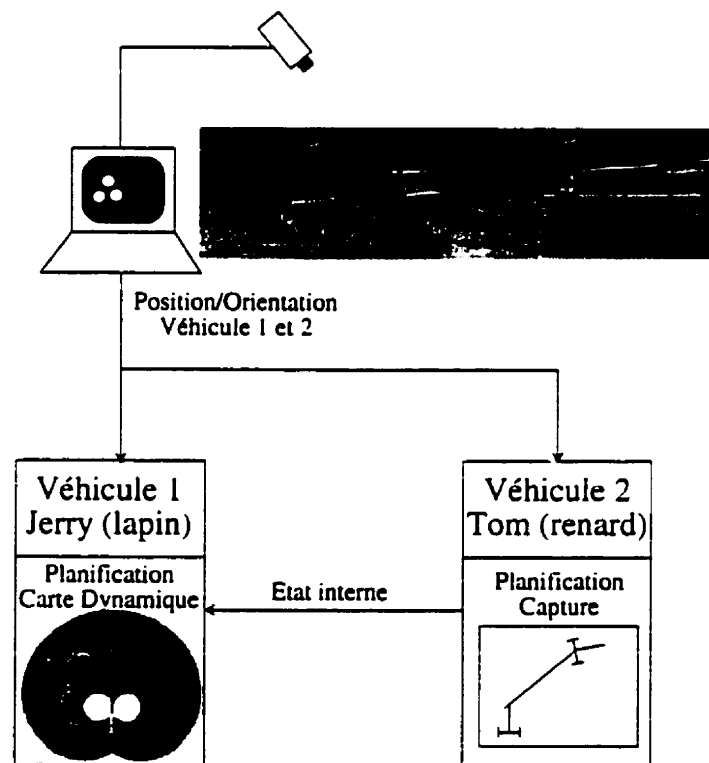 Position/Orientation
Véhicule 1 et 2
Véhicule 1
Jerry (lapin)
Véhicule 2
Tom (renard)
Planification
Carte Dynamique
Etat interne
Planification
Capture